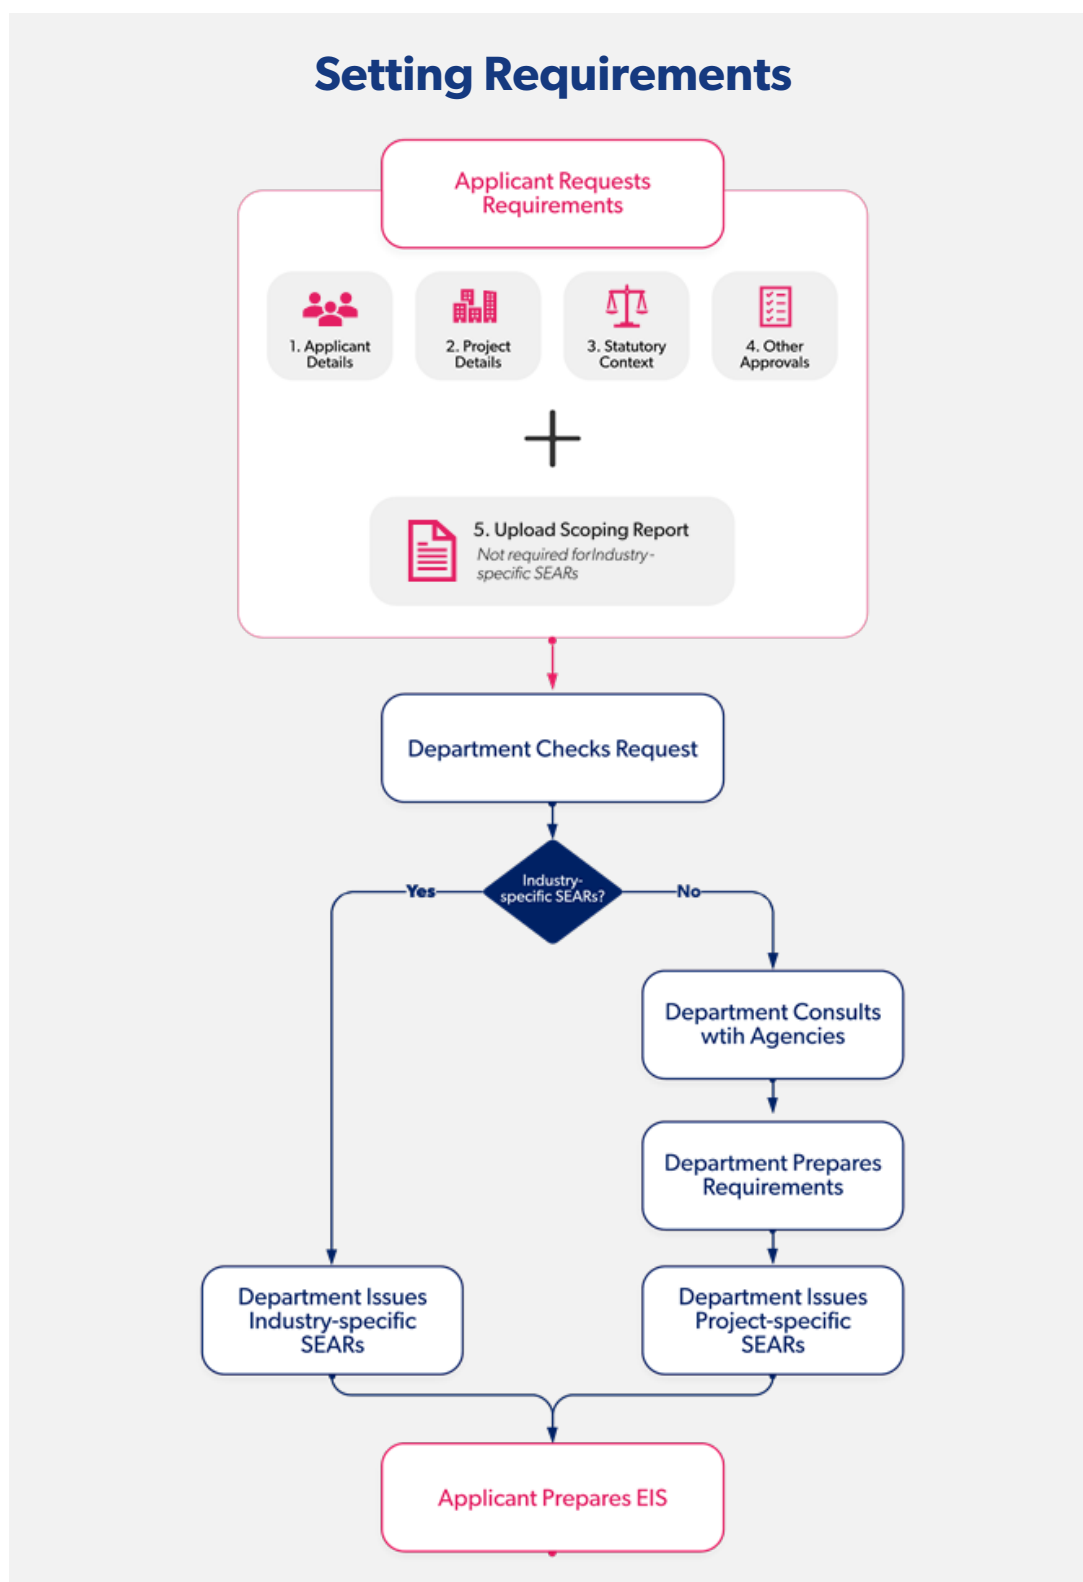 Setting Requirements
Applicant Requests
Requirements
1. Applicant
Details
2. Project
Details
3. Statutory
Context
4. Other
Approvals
5. Upload Scoping Report
Not required forIndustry-
specific SEARs
Department Checks Request
Industry-
specific SEARs?
Yes
No
Department Consults
wtih Agencies
Department Prepares
Requirements
Department Issues
Industry-specific
SEARs
Department Issues
Project-specific
SEARs
Applicant Prepares EIS